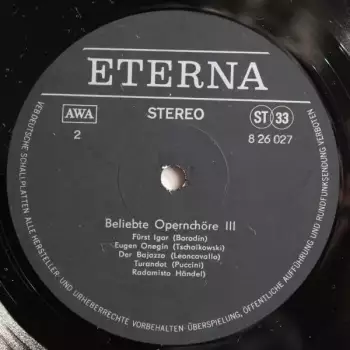 ETERNA
AWA
STEREO
ST 33
2
8 26 027
Beliebte Opernchöre III
Fürst Igor (Borodin)
Eugen Onegin (Tschaikowski)
Der Bajazzo (Leoncavallo)
Turandot (Puccini)
Radamisto Händel)
VEB DEUTSCHE SCHALLPLATTEN ALLE HERSTELLER- UND URHEBERRECHTE VORBEHALTEN · ÜBERSPIELUNG, ÖFFENTLICHE AUFFÜHRUNG UND RUNDFUNKSENDUNG VERBOTEN